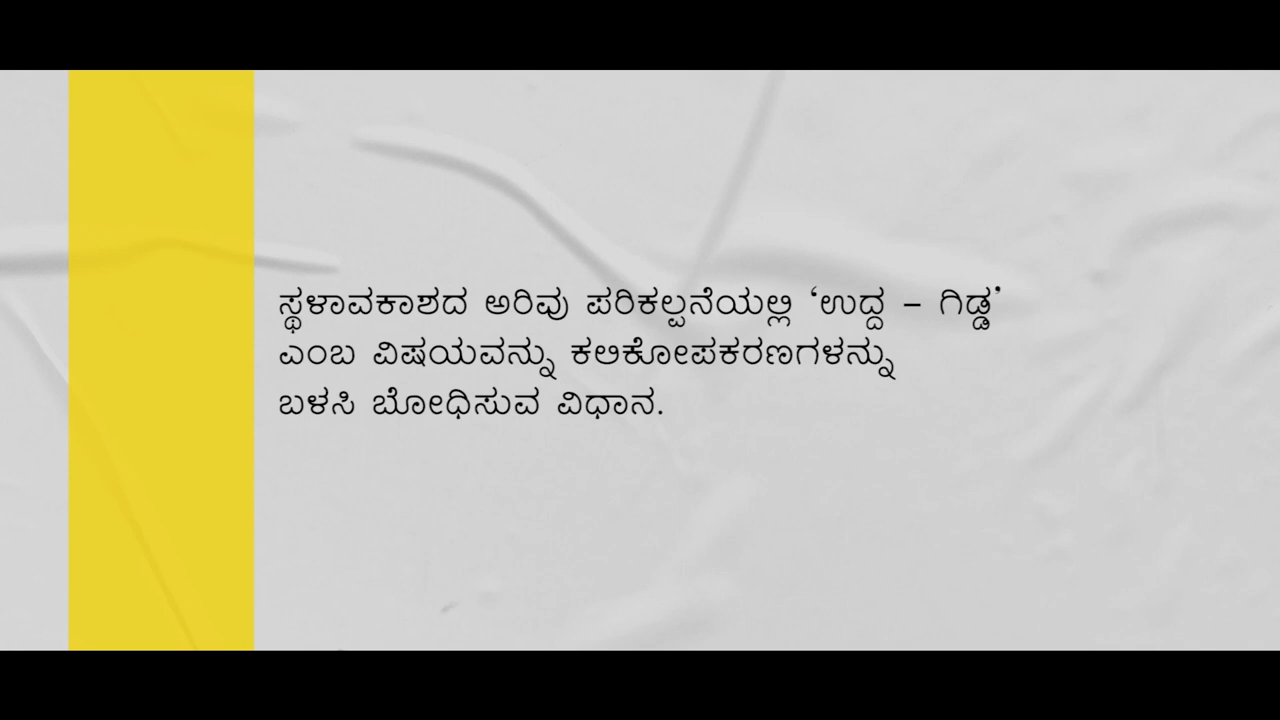 ಸ್ಥಳಾವಕಾಶದ ಅರಿವು ಪರಿಕಲ್ಪನೆಯಲ್ಲಿ ‘ಉದ್ದ – ಗಿಡ್ಡ’
ಎಂಬ ವಿಷಯವನ್ನು ಕಲಿಕೋಪಕರಣಗಳನ್ನು
ಬಳಸಿ ಬೋಧಿಸುವ ವಿಧಾನ.